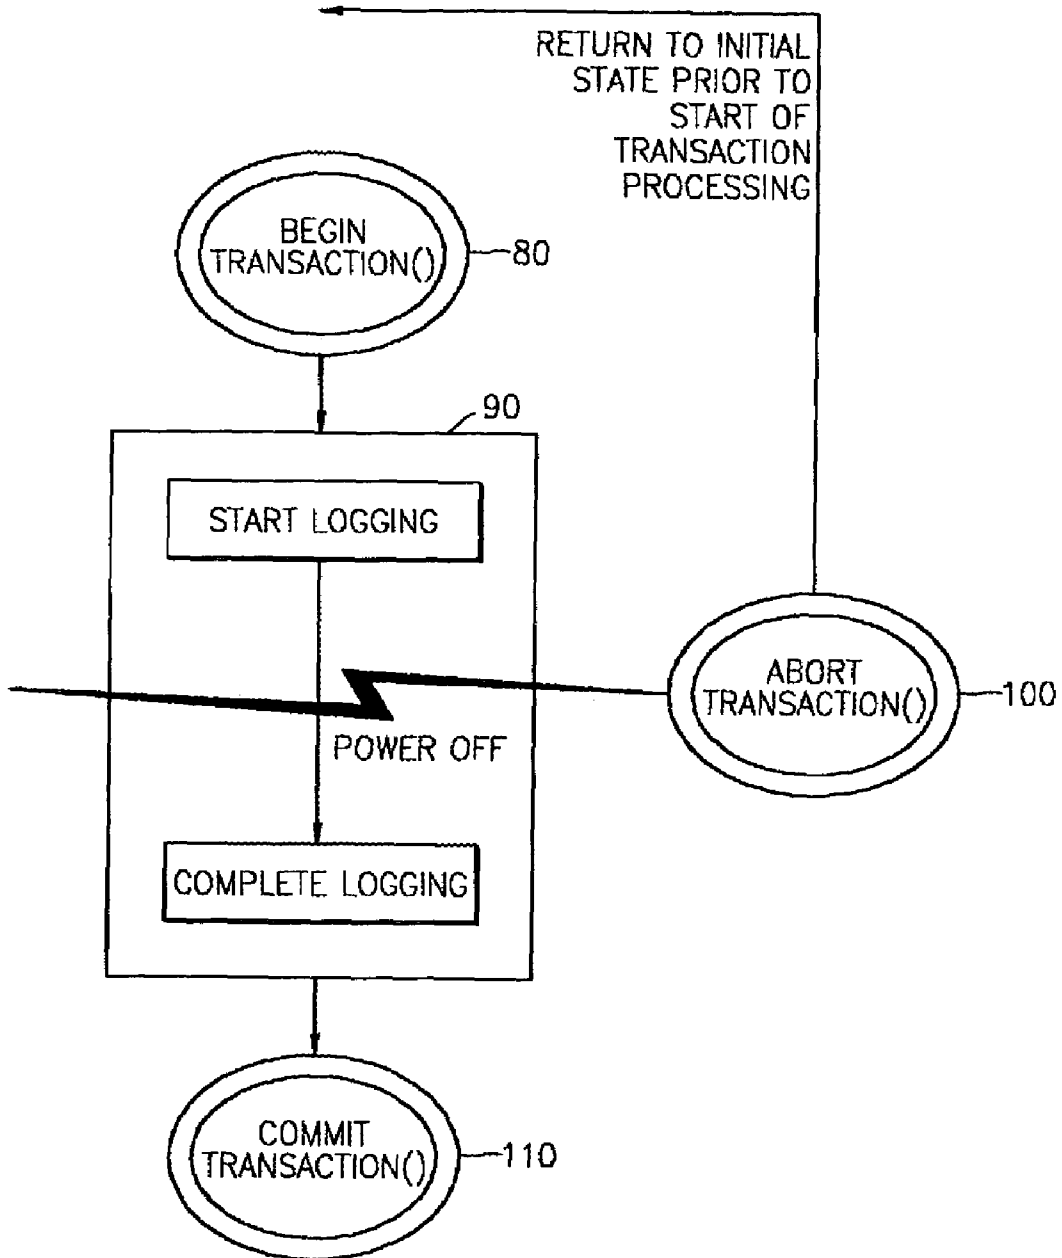 RETURN TO INITIAL
STATE PRIOR TO
START OF
TRANSACTION
PROCESSING
BEGIN
TRANSACTION()
80
90
START LOGGING
ABORT
TRANSACTION()
100
POWER OFF
COMPLETE LOGGING
COMMIT
TRANSACTION()
110